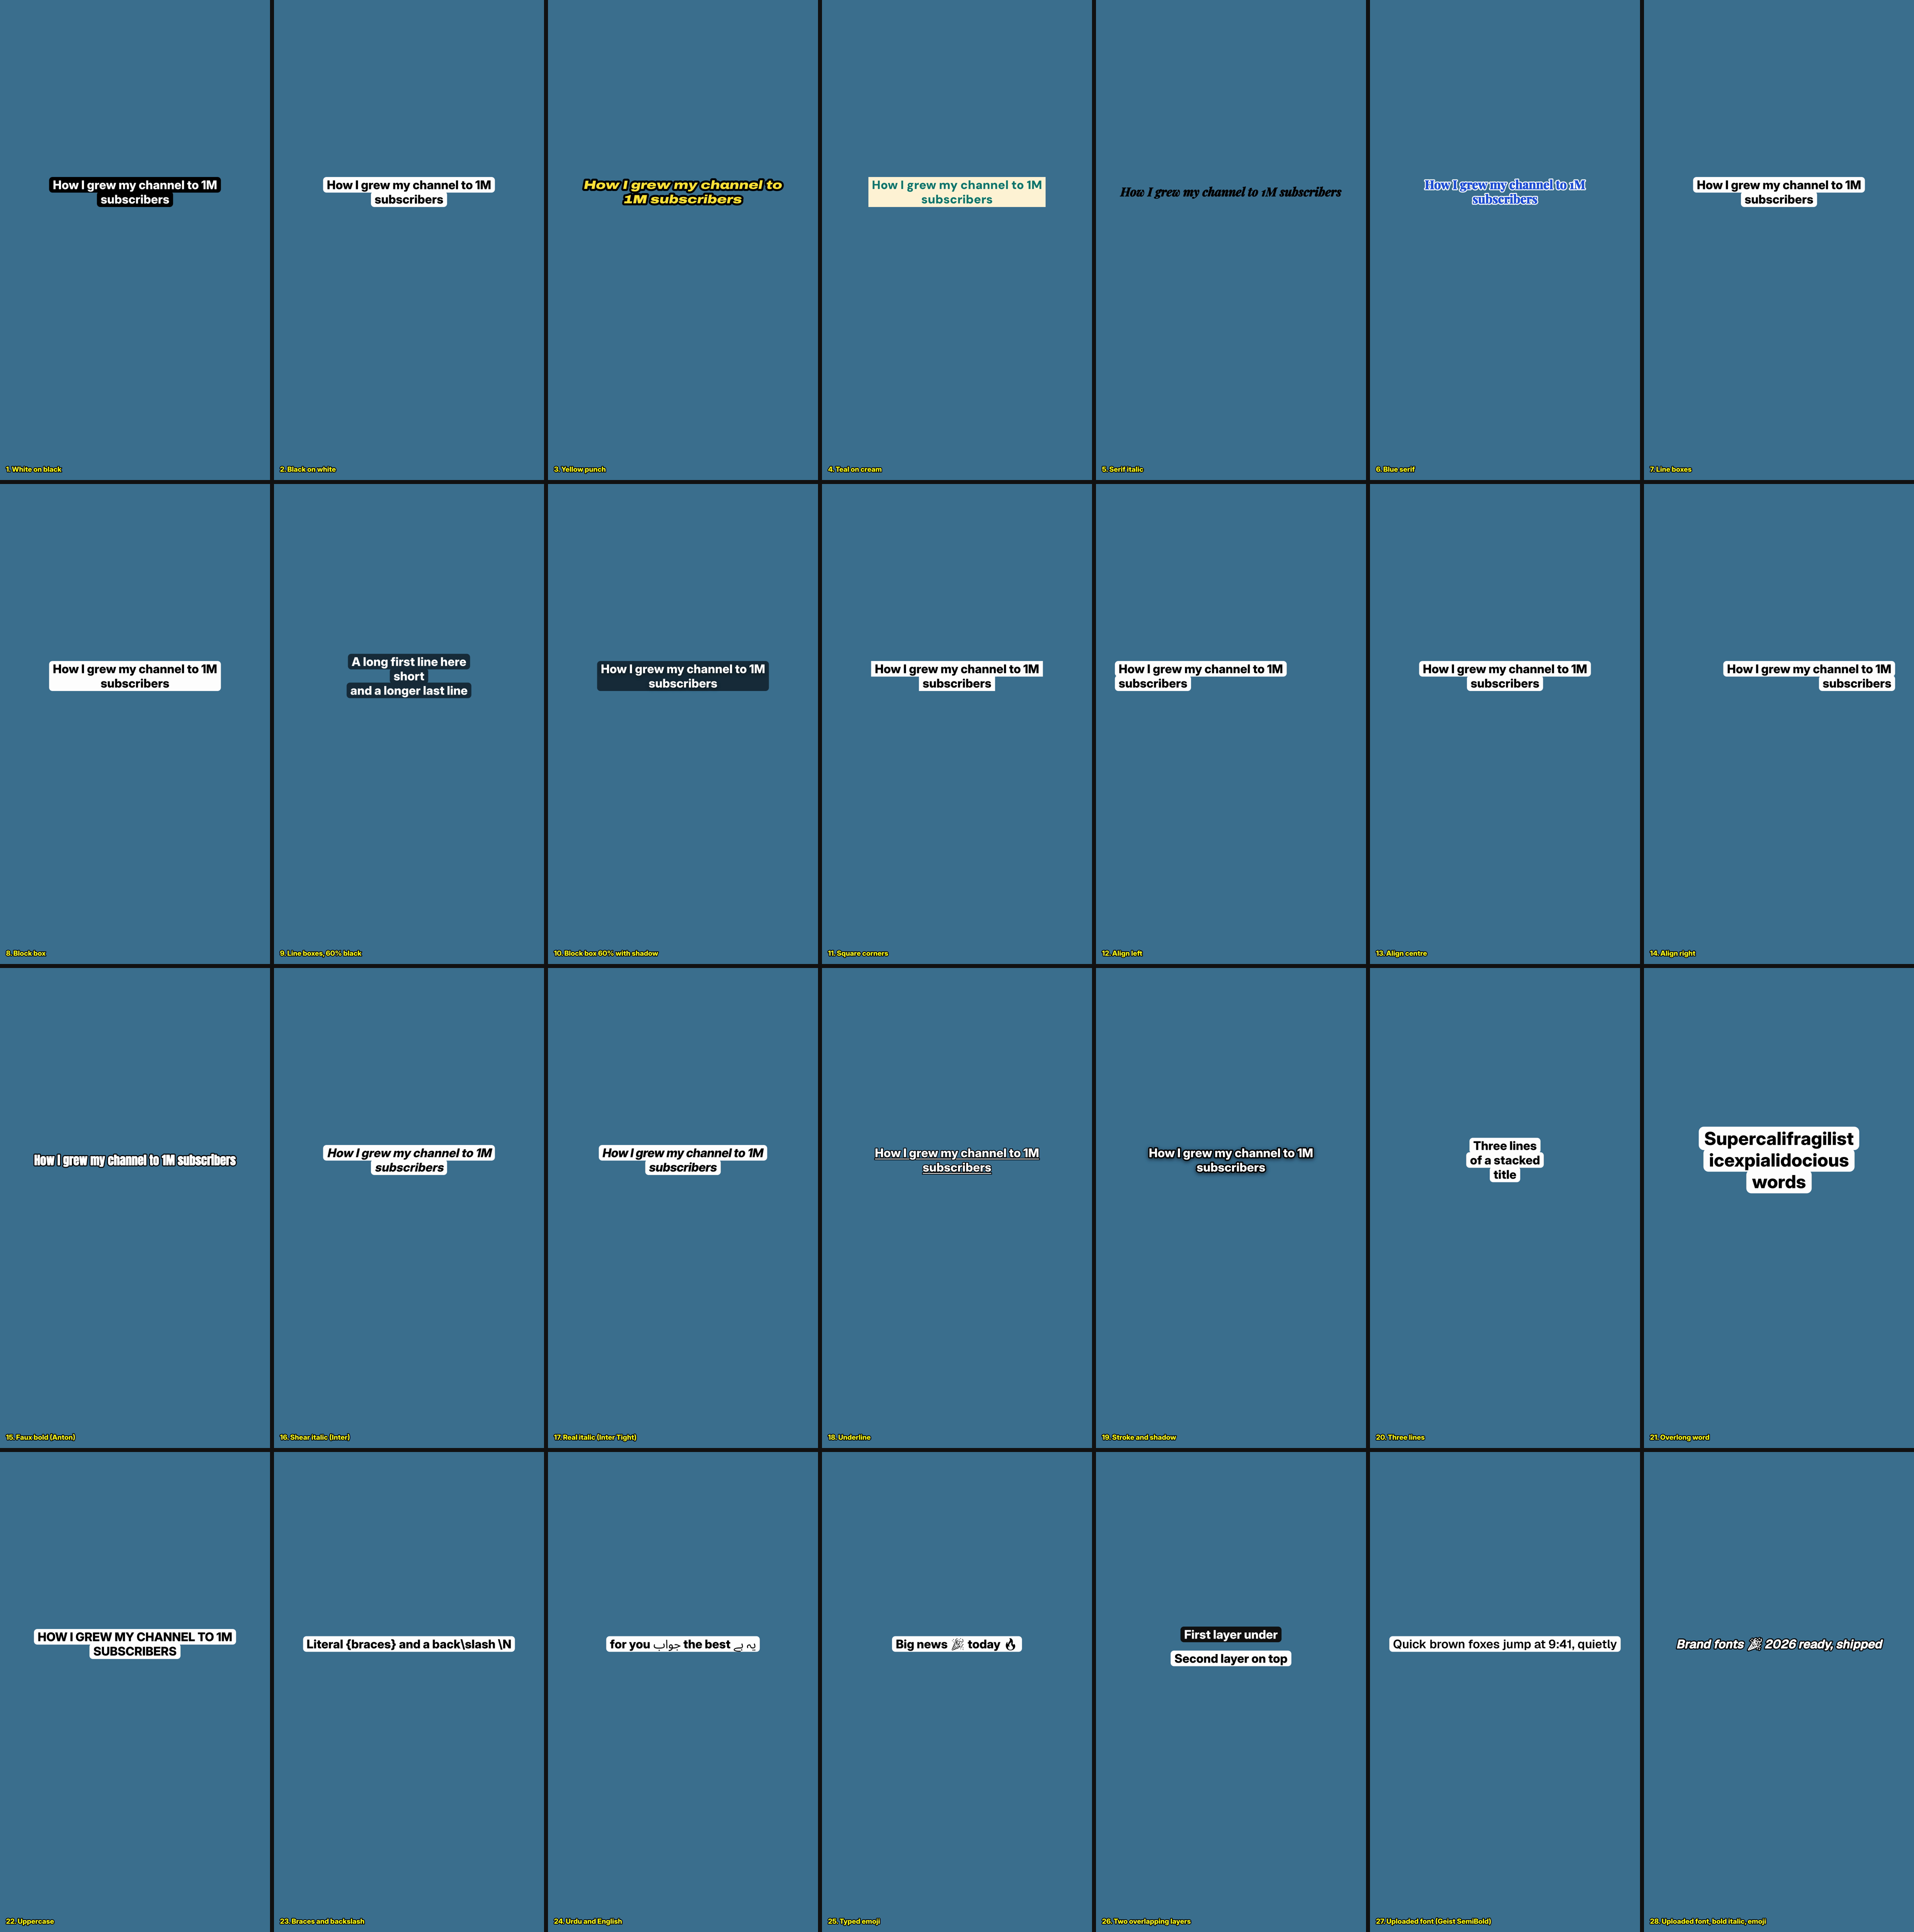 How I grew my channel to 1M
subscribers
1. White on black
How I grew my channel to 1M
subscribers
2. Black on white
How I grew my channel to
1M subscribers
3. Yellow punch
How I grew my channel to 1M
subscribers
4. Teal on cream
How I grew my channel to 1M subscribers
5. Serif italic
How I grew my channel to 1M
subscribers
6. Blue serif
How I grew my channel to 1M
subscribers
7. Line boxes
How I grew my channel to 1M
subscribers
8. Block box
A long first line here
short
and a longer last line
9. Line boxes, 60% black
How I grew my channel to 1M
subscribers
10. Block box 60% with shadow
How I grew my channel to 1M
subscribers
11. Square corners
How I grew my channel to 1M
subscribers
12. Align left
How I grew my channel to 1M
subscribers
13. Align centre
How I grew my channel to 1M
subscribers
14. Align right
How I grew my channel to 1M subscribers
15. Faux bold (Anton)
How I grew my channel to 1M
subscribers
16. Shear italic (Inter)
How I grew my channel to 1M
subscribers
17. Real italic (Inter Tight)
How I grew my channel to 1M
subscribers
18. Underline
How I grew my channel to 1M
subscribers
19. Stroke and shadow
Three lines
of a stacked
title
20. Three lines
Supercalifragilist
icexpialidocious
words
21. Overlong word
HOW I GREW MY CHANNEL TO 1M
SUBSCRIBERS
22. Uppercase
Literal {braces} and a back\slash \N
23. Braces and backslash
for you جواب the best یہ ہے
24. Urdu and English
Big news 🎉 today 🔥
25. Typed emoji
First layer under
Second layer on top
26. Two overlapping layers
Quick brown foxes jump at 9:41, quietly
27. Uploaded font (Geist SemiBold)
Brand fonts 🎉 2026 ready, shipped
28. Uploaded font, bold italic, emoji